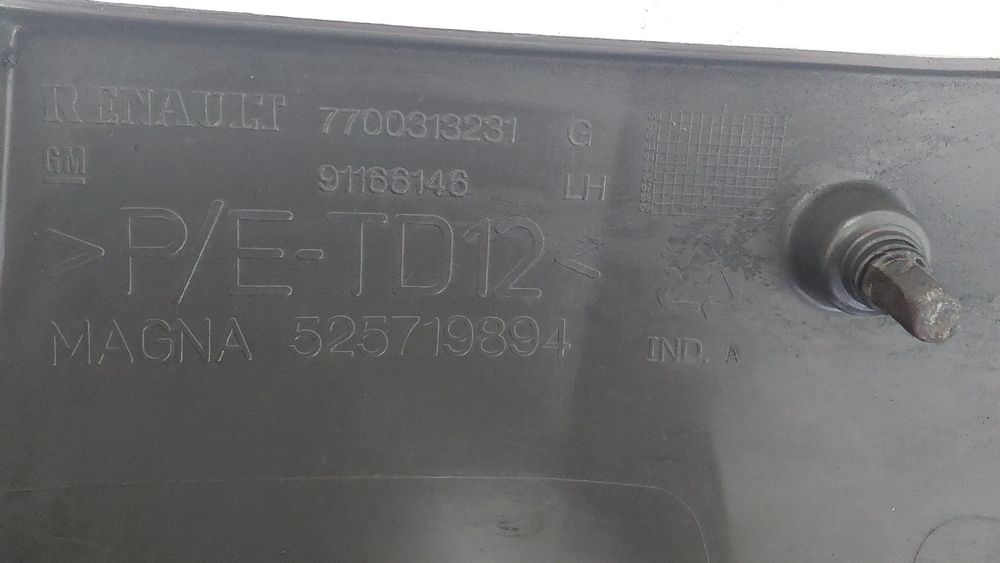 RENAULT 7700313231 G
GM 91166146 LH
>P/E-TD12<
MAGNA 525719894
IND. A